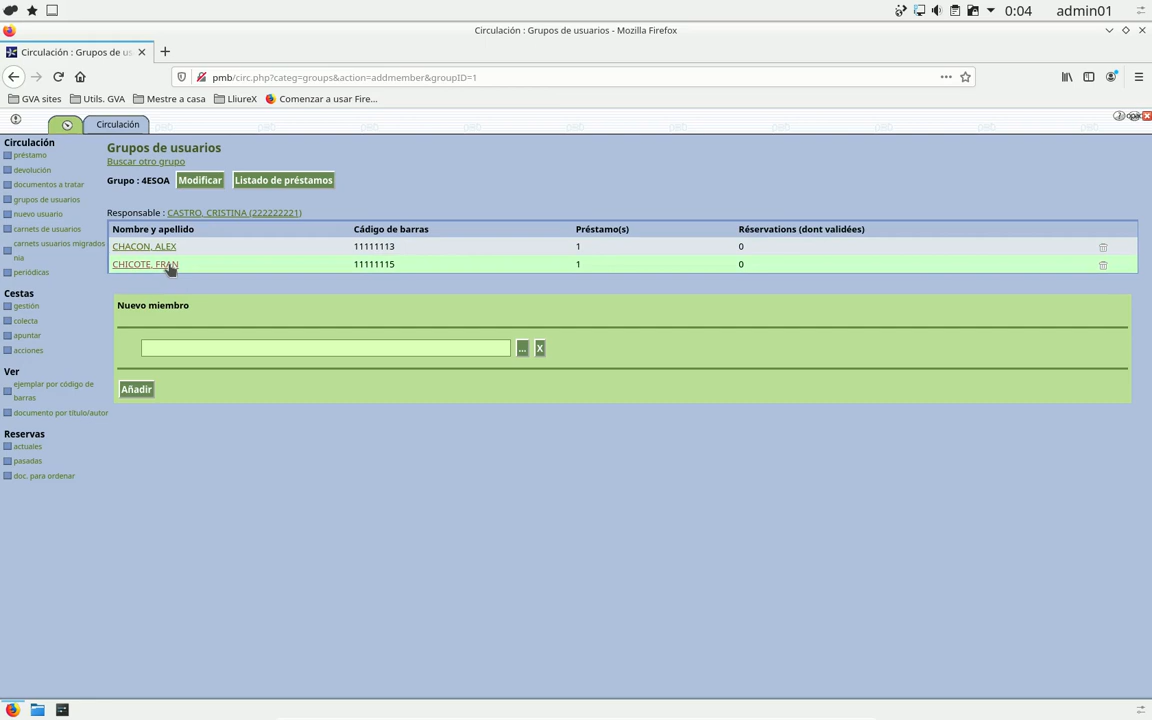 0:04 admin01
Circulación : Grupos de usuarios - Mozilla Firefox
Circulación : Grupos de us
pmb/circ.php?categ=groups&action=addmember&groupID=1
GVA sites Utils. GVA Mestre a casa LliureX Comenzar a usar Fire...
Circulación
Circulación
préstamo
devolución
documentos a tratar
grupos de usuarios
nuevo usuario
carnets de usuarios
carnets usuarios migrados
nia
periódicas
Cestas
gestión
colecta
apuntar
acciones
Ver
ejemplar por código de
barras
documento por titulo/autor
Reservas
actuales
pasadas
doc. para ordenar
Grupos de usuarios
Buscar otro grupo
Grupo : 4ESOA Modificar Listado de préstamos
Responsable : CASTRO, CRISTINA (222222221)
Nombre y apellido Código de barras Préstamo(s) Réservations (dont validées)
CHACON, ALEX 11111113 1 0
CHICOTE, FRAN 11111115 1 0
Nuevo miembro
... X
Añadir